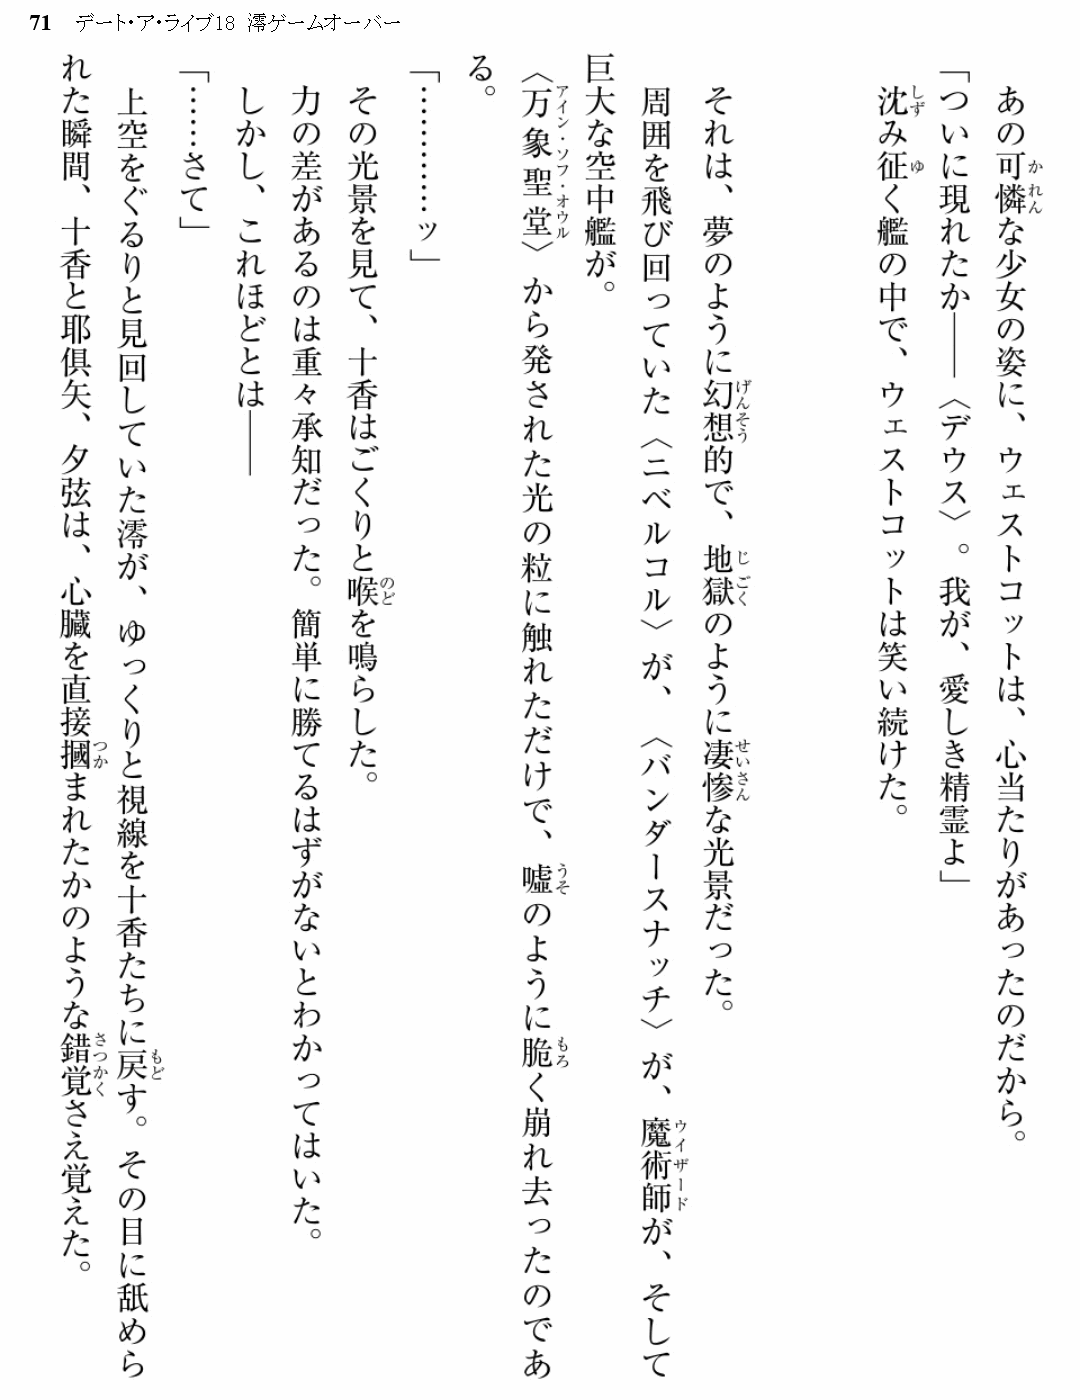 71 デート・ア・ライブ18 澪ゲームオーバー
あの可憐な少女の姿に、ウェストコットは、心当たりがあったのだから。
「ついに現れたか――〈デウス〉。我が、愛しき精霊よ」
沈み征く艦の中で、ウェストコットは笑い続けた。
それは、夢のように幻想的で、地獄のように凄惨な光景だった。
周囲を飛び回っていた〈ニベルコル〉が、〈バンダースナッチ〉が、魔術師が、そして
巨大な空中艦が。
〈万象聖堂〉から発された光の粒に触れただけで、嘘のように脆く崩れ去ったのであ
る。
「…………ッ」
その光景を見て、十香はごくりと喉を鳴らした。
力の差があるのは重々承知だった。簡単に勝てるはずがないとわかってはいた。
しかし、これほどとは――
「……さて」
上空をぐるりと見回していた澪が、ゆっくりと視線を十香たちに戻す。その目に舐めら
れた瞬間、十香と耶倶矢、夕弦は、心臓を直接摑まれたかのような錯覚さえ覚えた。